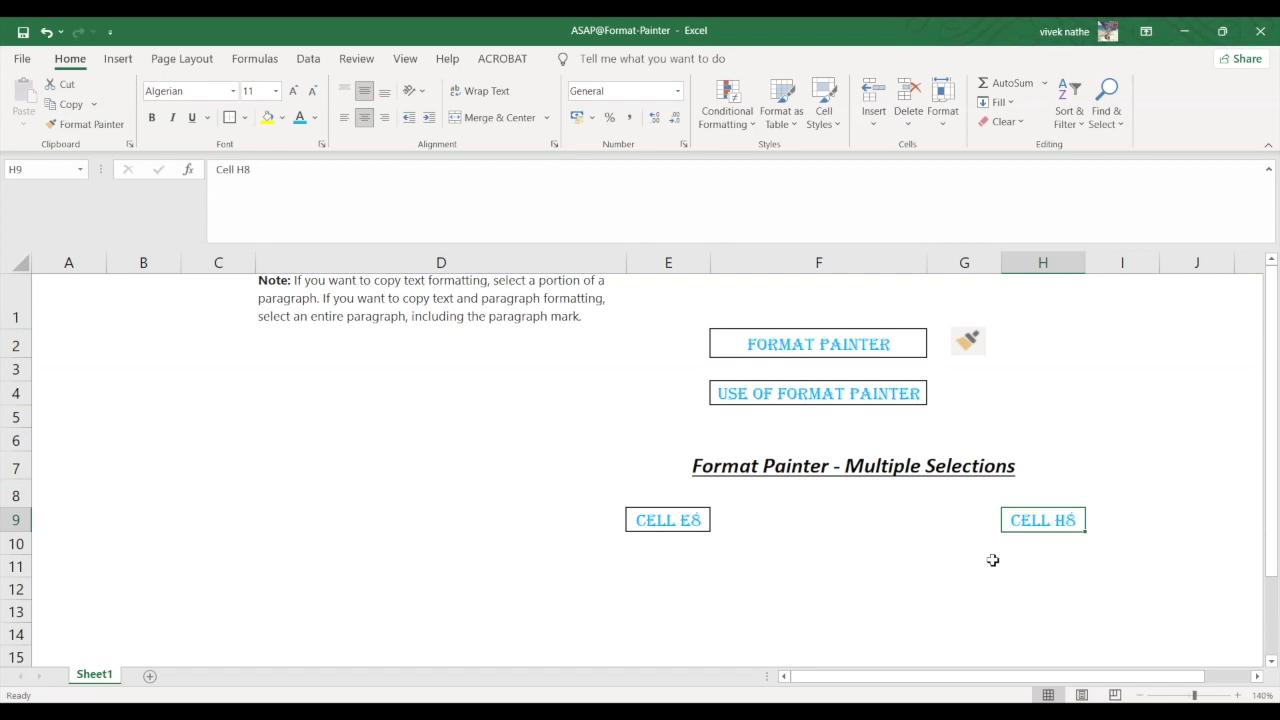 ASAP@Format-Painter - Excel
vivek nathe
File Home Insert Page Layout Formulas Data Review View Help ACROBAT Tell me what you want to do Share
Paste
Cut
Copy
Format Painter
Clipboard
Algerian 11
B I U A
Font
Wrap Text
Merge & Center
Alignment
General
%
Number
Conditional Formatting
Format as Table
Cell Styles
Styles
Insert Delete Format
Cells
AutoSum
Fill
Clear
Sort & Filter
Find & Select
Editing
H9 fx Cell H8
A B C D E F G H I J
1 Note: If you want to copy text formatting, select a portion of a
paragraph. If you want to copy text and paragraph formatting,
select an entire paragraph, including the paragraph mark.
2 FORMAT PAINTER
3
4 USE OF FORMAT PAINTER
5
6
7 Format Painter - Multiple Selections
8
9 CELL E8 CELL H8
10
11
12
13
14
15
Sheet1
Ready 140%